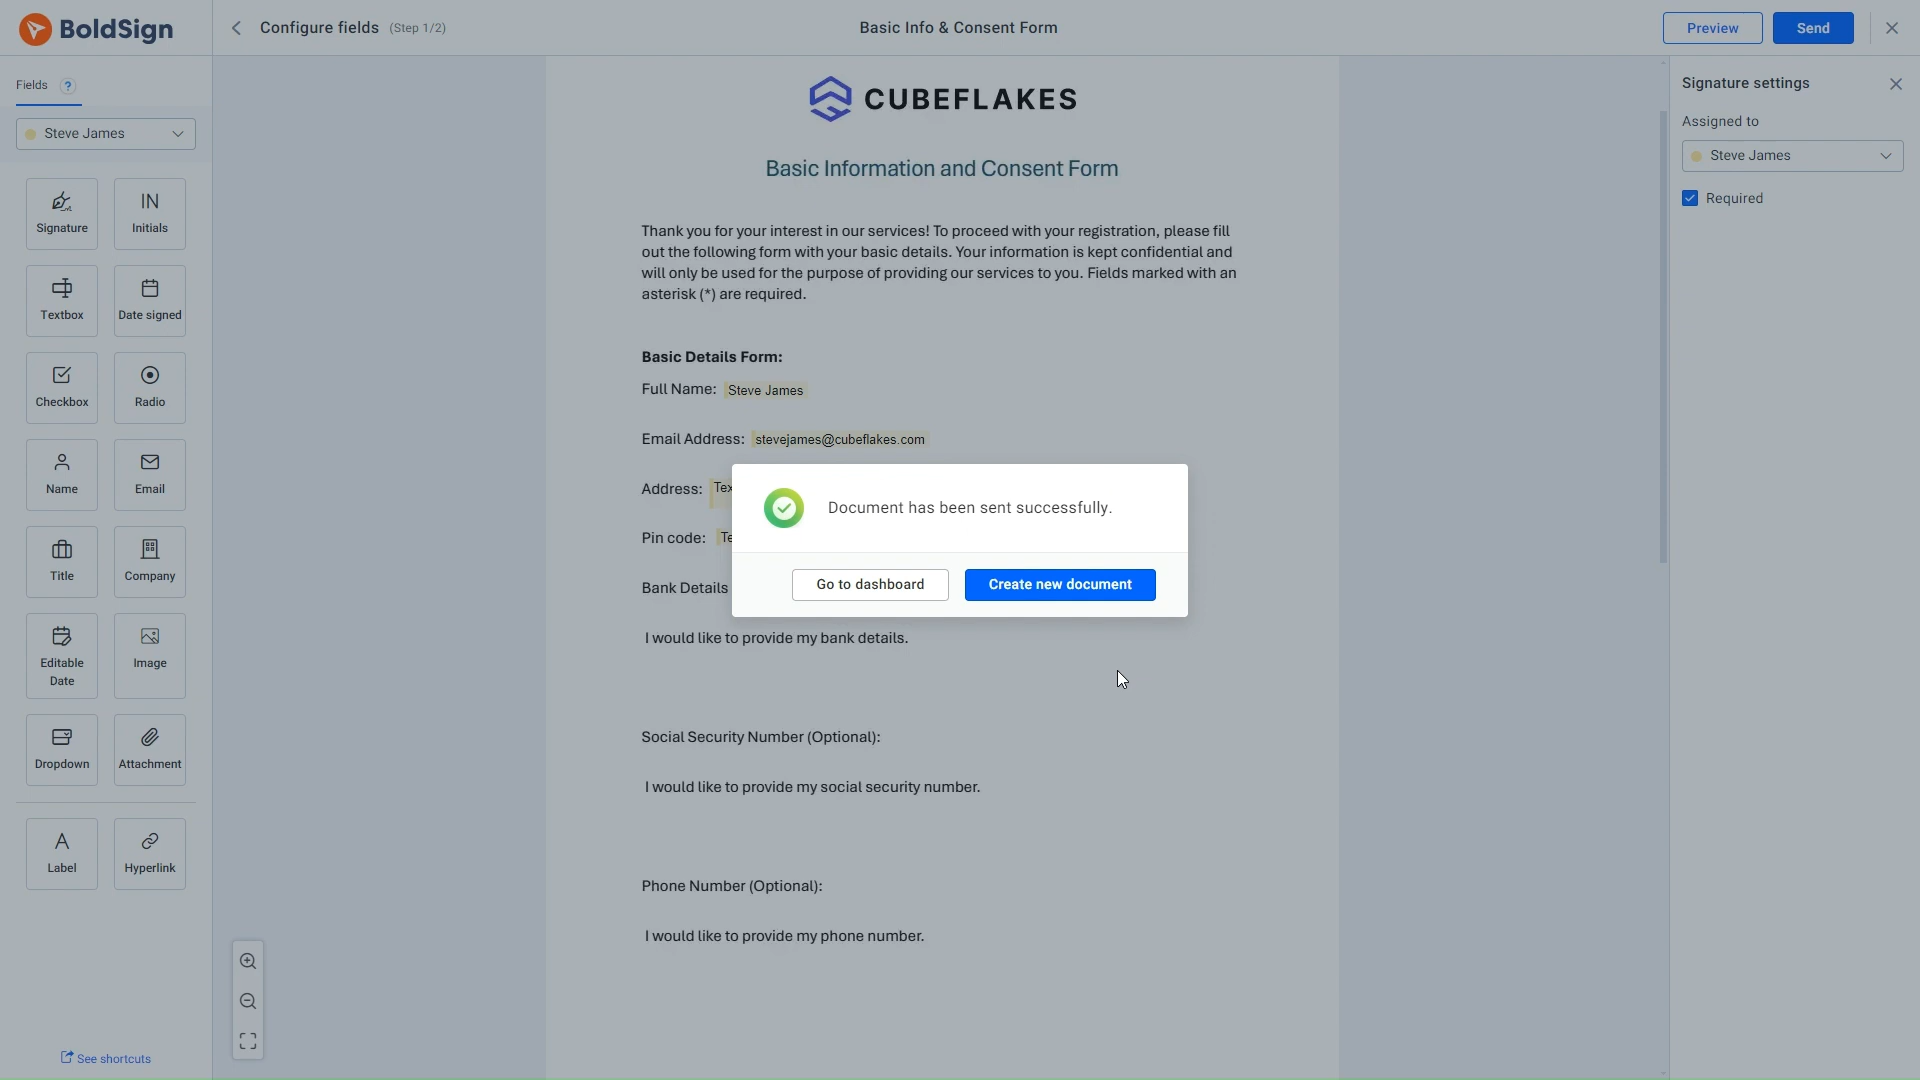 BoldSign
Configure fields (Step 1/2)
Basic Info & Consent Form
Preview
Send
Fields ?
Steve James
Signature
IN
Initials
Textbox
Date signed
Checkbox
Radio
Name
Email
Title
Company
Editable
Date
Image
Dropdown
Attachment
A
Label
Hyperlink
See shortcuts
CUBEFLAKES
Basic Information and Consent Form
Thank you for your interest in our services! To proceed with your registration, please fill
out the following form with your basic details. Your information is kept confidential and
will only be used for the purpose of providing our services to you. Fields marked with an
asterisk (*) are required.
Basic Details Form:
Full Name: Steve James
Email Address: stevejames@cubeflakes.com
Address: Tex
Pin code: Te
Bank Details
I would like to provide my bank details.
Social Security Number (Optional):
I would like to provide my social security number.
Phone Number (Optional):
I would like to provide my phone number.
Document has been sent successfully.
Go to dashboard
Create new document
Signature settings
Assigned to
Steve James
Required